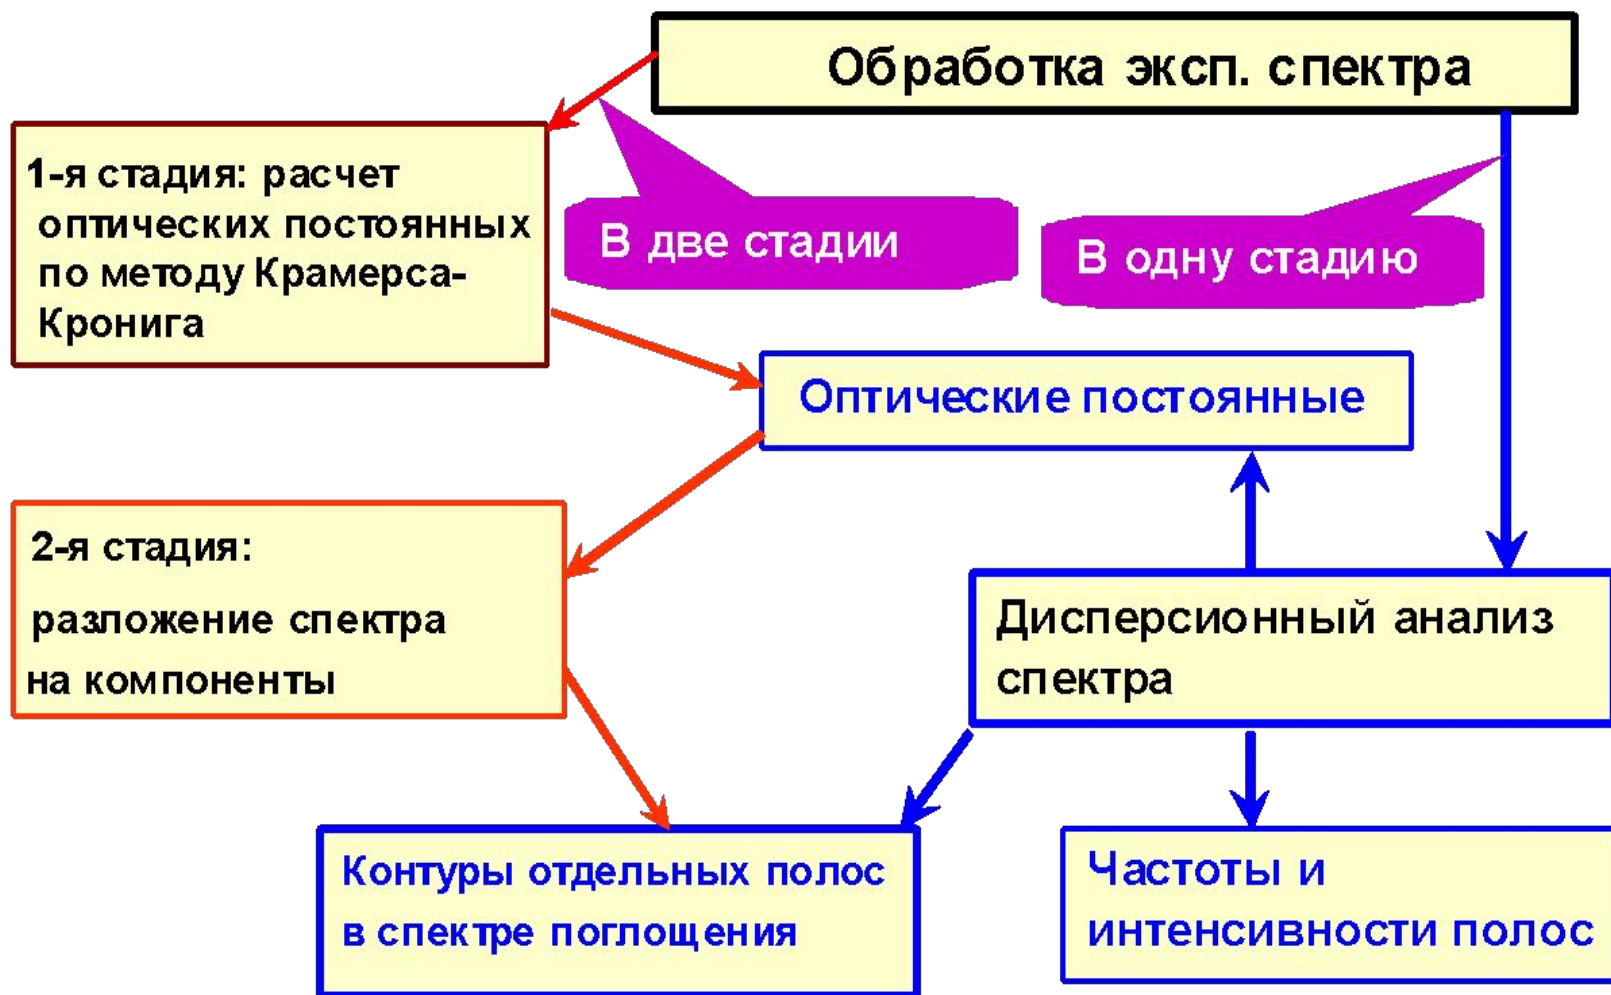 Обработка эксп. спектра
1-я стадия: расчет
оптических постоянных
по методу Крамерса-
Кронига
В две стадии
В одну стадию
Оптические постоянные
2-я стадия:
разложение спектра
на компоненты
Дисперсионный анализ
спектра
Контуры отдельных полос
в спектре поглощения
Частоты и
интенсивности полос